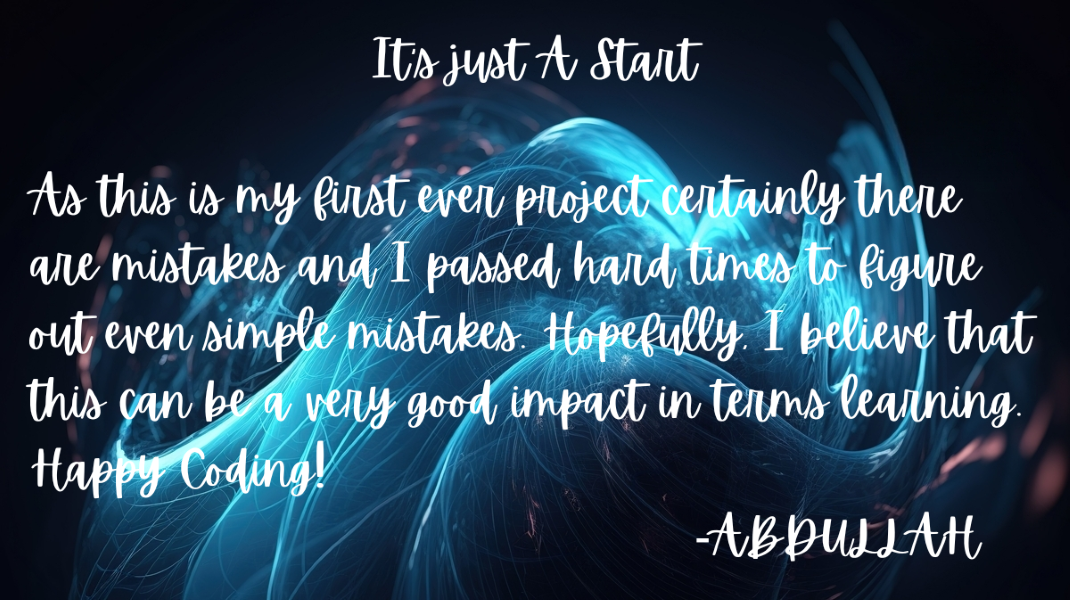 It's just A Start
As this is my first ever project certainly there
are mistakes and I passed hard times to figure
out even simple mistakes. Hopefully, I believe that
this can be a very good impact in terms learning.
Happy Coding!
-ABDULLAH